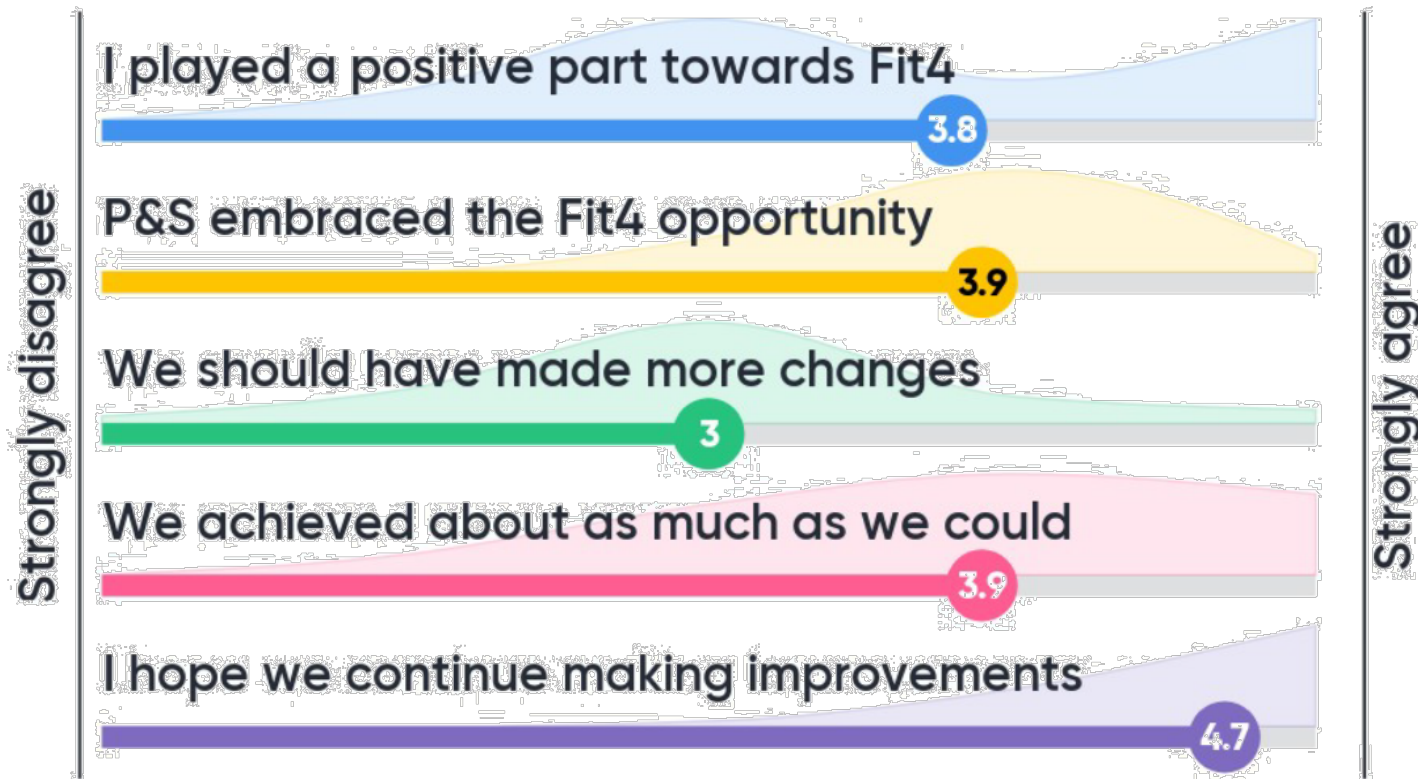 Strongly disagree
I played a positive part towards Fit4
3.8
P&S embraced the Fit4 opportunity
3.9
We should have made more changes
3
We achieved about as much as we could
3.9
I hope we continue making improvements
4.7
Strongly agree